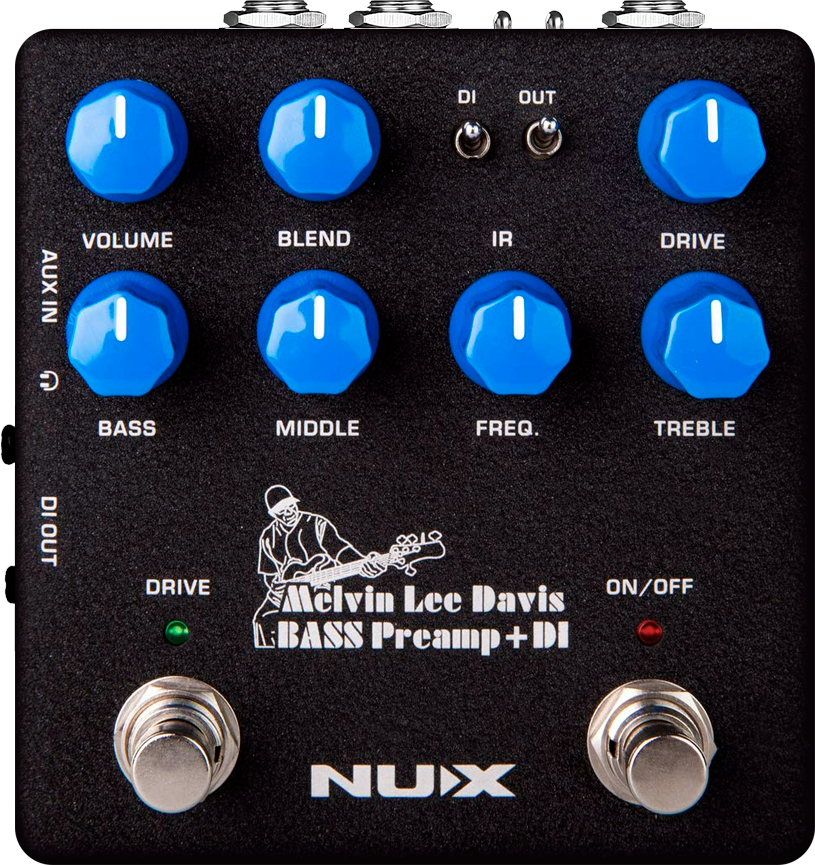 DI OUT
VOLUME BLEND IR DRIVE
AUX IN
BASS MIDDLE FREQ. TREBLE
DI OUT
DRIVE ON/OFF
Melvin Lee Davis
BASS Preamp+DI
NUX